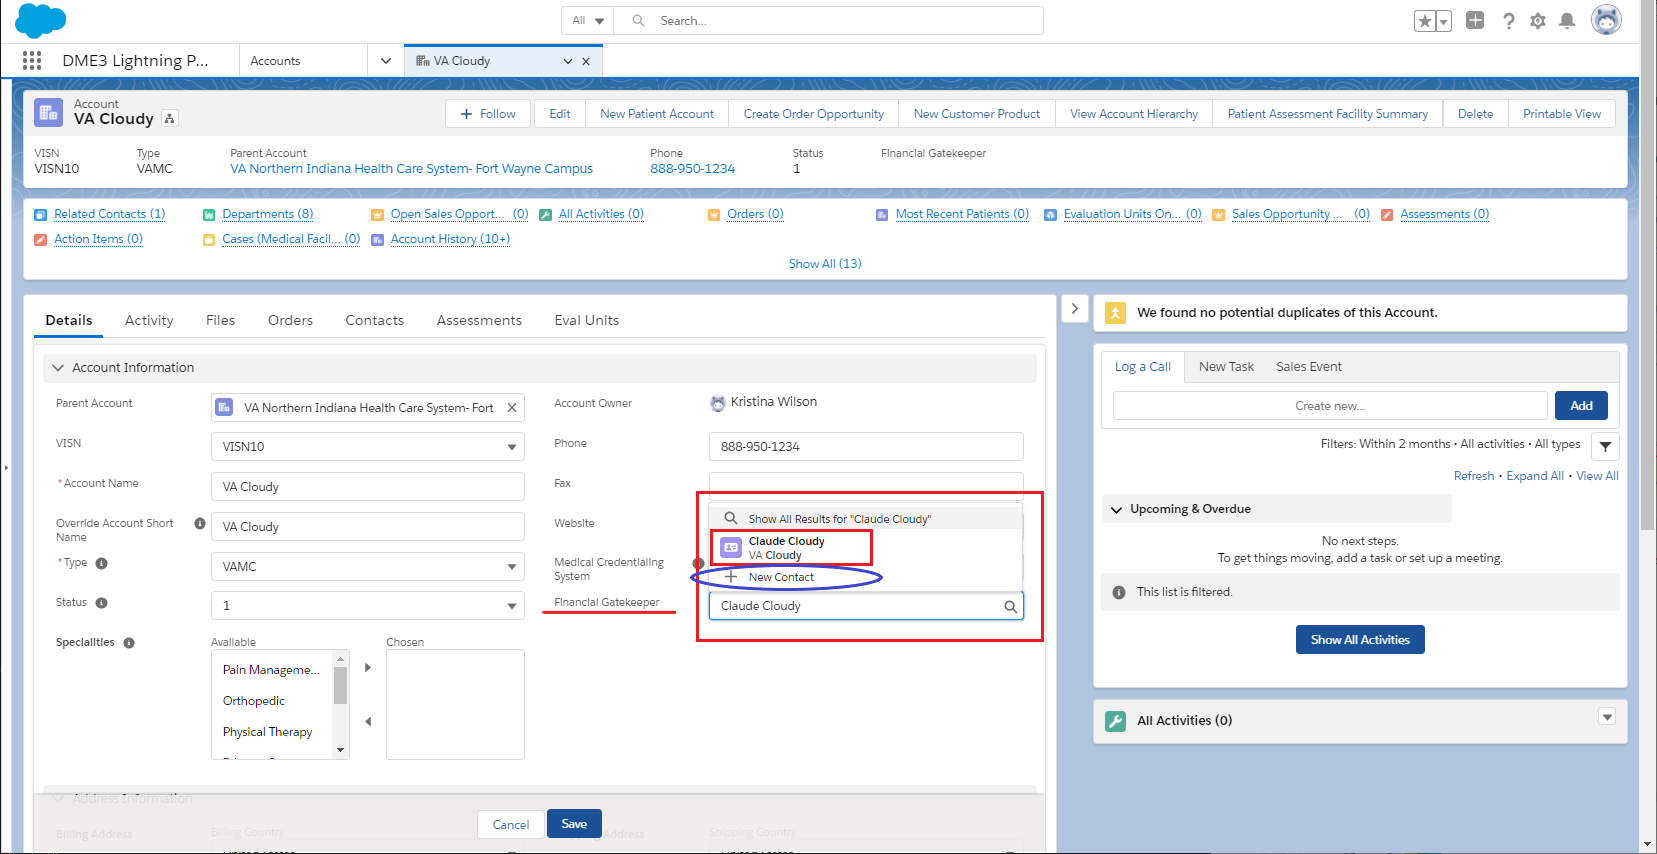 All
Search...
DME3 Lightning P...
Accounts
VA Cloudy
Account
VA Cloudy
Follow
Edit
New Patient Account
Create Order Opportunity
New Customer Product
View Account Hierarchy
Patient Assessment Facility Summary
Delete
Printable View
VISN
VISN10
Type
VAMC
Parent Account
VA Northern Indiana Health Care System- Fort Wayne Campus
Phone
888-950-1234
Status
1
Financial Gatekeeper
Related Contacts (1)
Departments (8)
Open Sales Opport... (0)
All Activities (0)
Orders (0)
Most Recent Patients (0)
Evaluation Units On... (0)
Sales Opportunity ... (0)
Assessments (0)
Action Items (0)
Cases (Medical Facil... (0)
Account History (10+)
Show All (13)
Details
Activity
Files
Orders
Contacts
Assessments
Eval Units
Account Information
Parent Account
VA Northern Indiana Health Care System- Fort
Account Owner
Kristina Wilson
VISN
VISN10
Phone
888-950-1234
*Account Name
VA Cloudy
Fax
Override Account Short
Name
VA Cloudy
Website
Show All Results for "Claude Cloudy"
Claude Cloudy
VA Cloudy
New Contact
*Type
VAMC
Medical Credentialing
System
Status
1
Financial Gatekeeper
Claude Cloudy
Specialities
Available
Pain Manageme...
Orthopedic
Physical Therapy
Chosen
Address Information
Billing Address
Billing Country
Address
Shipping Country
Cancel
Save
We found no potential duplicates of this Account.
Log a Call
New Task
Sales Event
Create new...
Add
Filters: Within 2 months • All activities • All types
Refresh • Expand All • View All
Upcoming & Overdue
No next steps.
To get things moving, add a task or set up a meeting.
This list is filtered.
Show All Activities
All Activities (0)